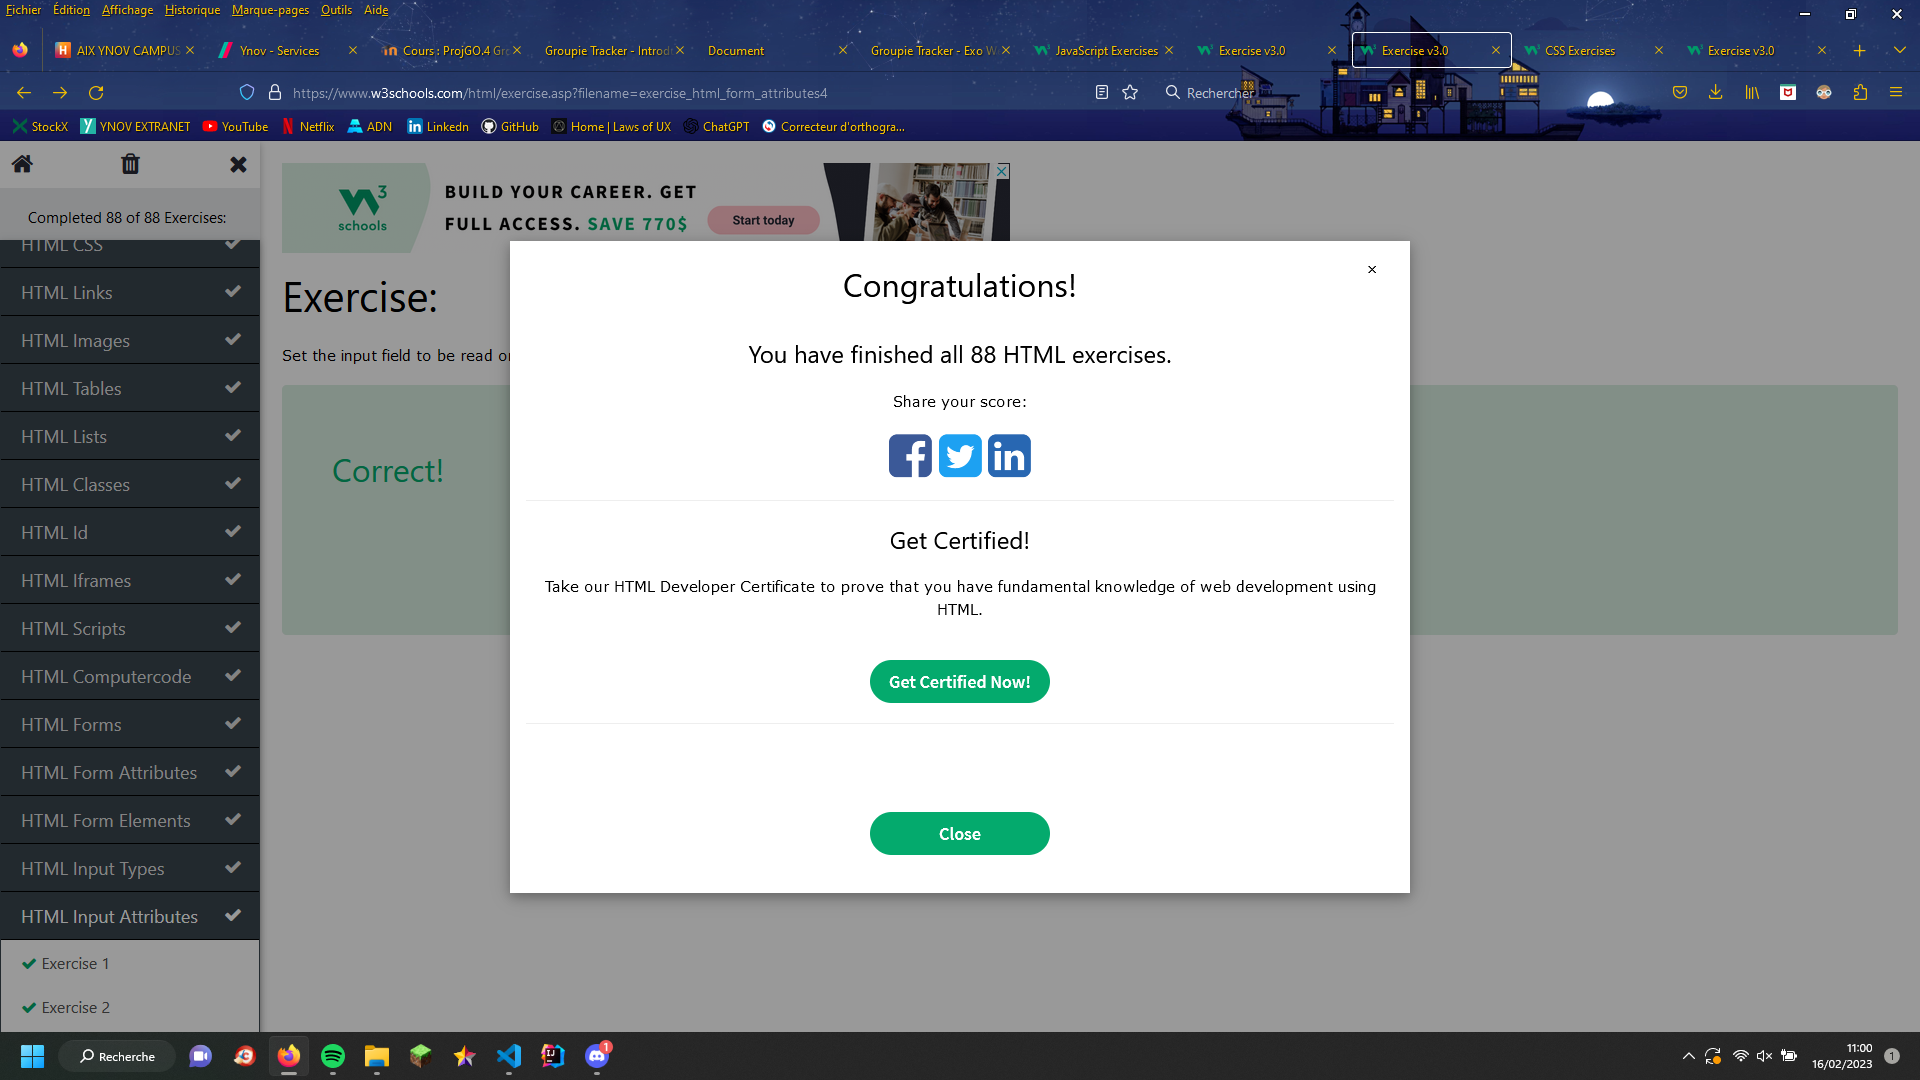 Fichier Édition Affichage Historique Marque-pages Outils Aide
AIX YNOV CAMPUS
Ynov - Services
Cours : ProjGO.4 Gr
Groupie Tracker - Introd
Document
Groupie Tracker - Exo W
JavaScript Exercises
Exercise v3.0
Exercise v3.0
CSS Exercises
Exercise v3.0
https://www.w3schools.com/html/exercise.asp?filename=exercise_html_form_attributes4
Rechercher
StockX YNOV EXTRANET YouTube Netflix ADN Linkedn GitHub Home | Laws of UX ChatGPT Correcteur d'orthogra...
Completed 88 of 88 Exercises:
HTML CSS
HTML Links
HTML Images
HTML Tables
HTML Lists
HTML Classes
HTML Id
HTML Iframes
HTML Scripts
HTML Computercode
HTML Forms
HTML Form Attributes
HTML Form Elements
HTML Input Types
HTML Input Attributes
Exercise 1
Exercise 2
W3
schools
BUILD YOUR CAREER. GET
FULL ACCESS. SAVE 770$
Start today
Exercise:
Set the input field to be read
Correct!
Congratulations!
You have finished all 88 HTML exercises.
Share your score:
Get Certified!
Take our HTML Developer Certificate to prove that you have fundamental knowledge of web development using
HTML.
Get Certified Now!
Close
Recherche
1
11:00
16/02/2023
1